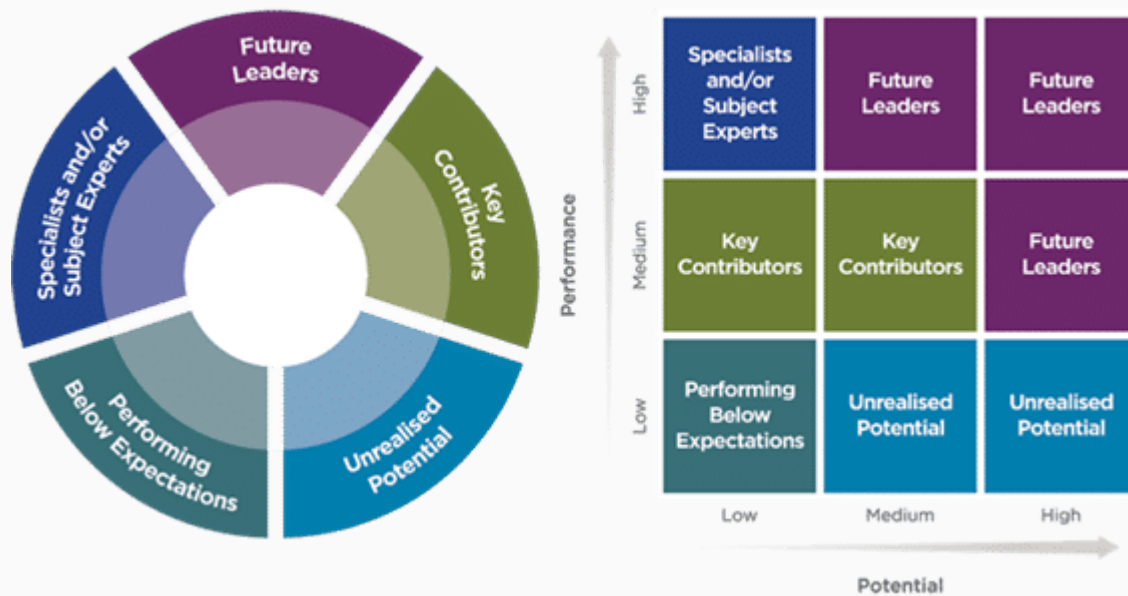 Future
Leaders
Key
Contributors
Unrealised
Potential
Performing
Below Expectations
Specialists and/or
Subject Experts
Performance
High
Specialists
and/or
Subject
Experts
Future
Leaders
Future
Leaders
Medium
Key
Contributors
Key
Contributors
Future
Leaders
Low
Performing
Below
Expectations
Unrealised
Potential
Unrealised
Potential
Low
Medium
High
Potential